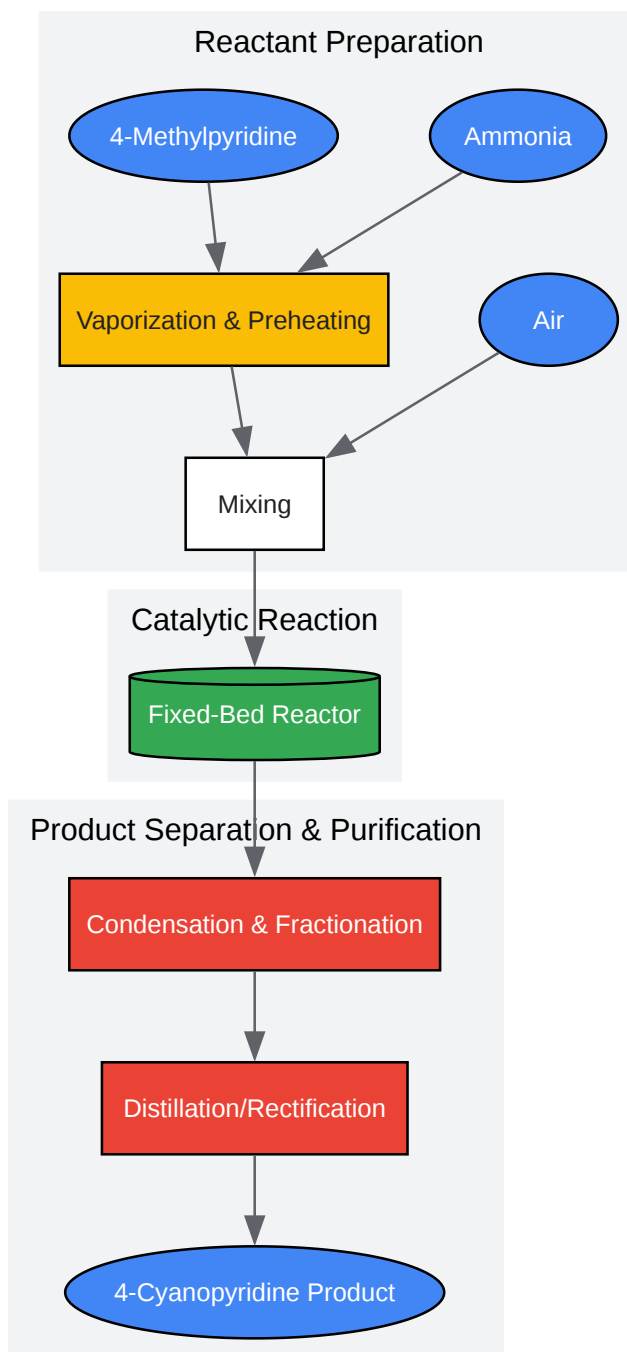 Reactant Preparation
4-Methylpyridine
Ammonia
Vaporization & Preheating
Air
Mixing
Catalytic Reaction
Fixed-Bed Reactor
Product Separation & Purification
Condensation & Fractionation
Distillation/Rectification
4-Cyanopyridine Product